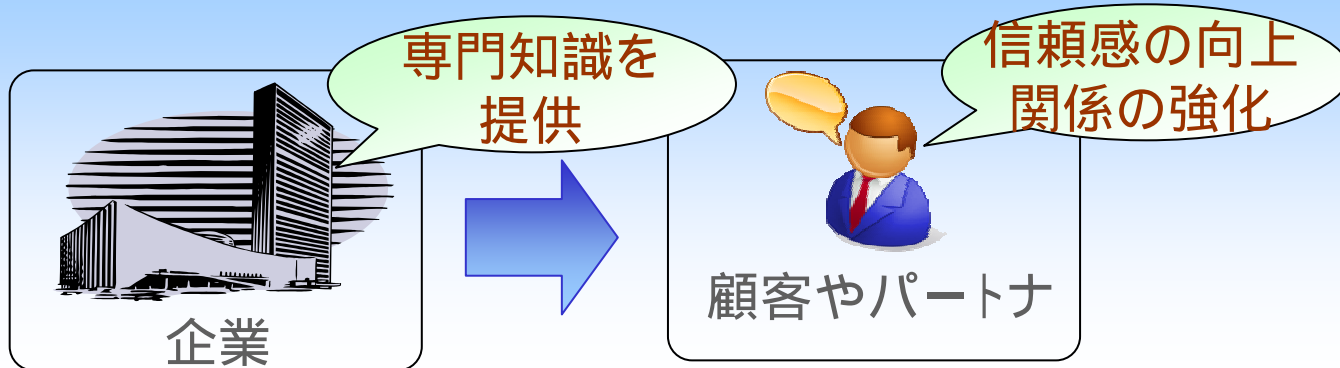 専門知識を
提供
企業
信頼感の向上
関係の強化
顧客やパートナ